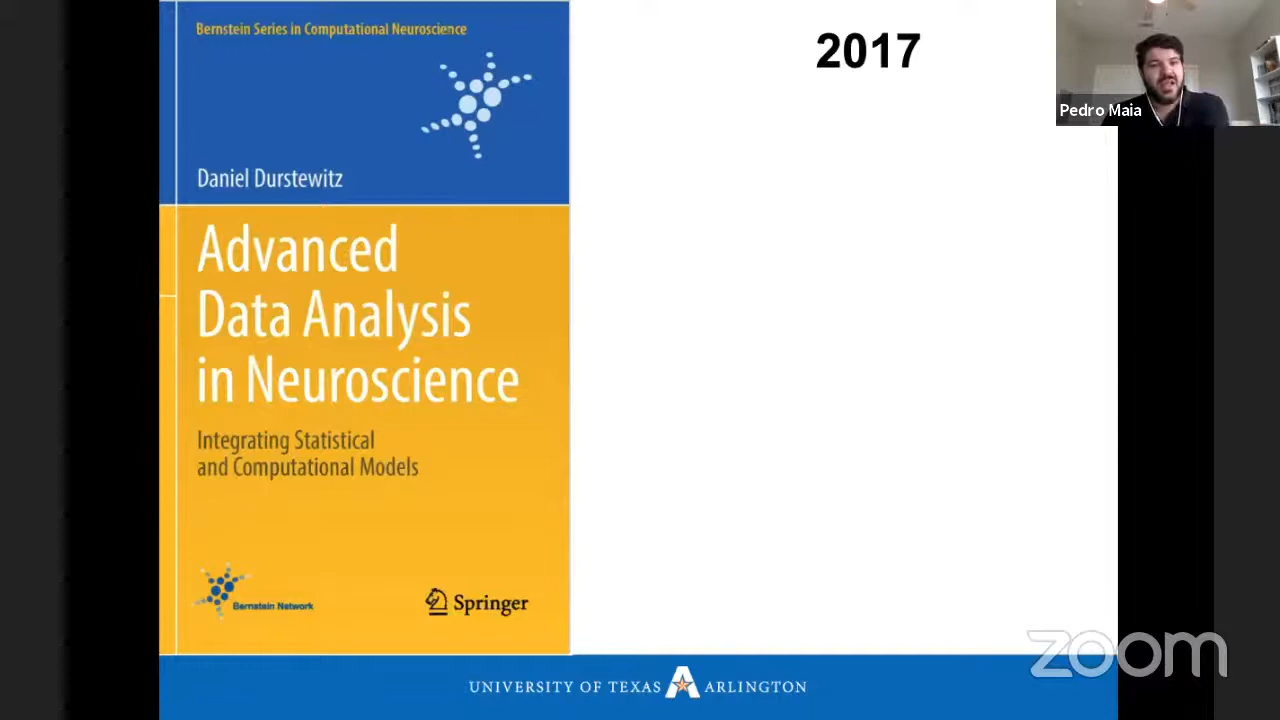 Bernstein Series in Computational Neuroscience
Daniel Durstewitz
Advanced
Data Analysis
in Neuroscience
Integrating Statistical
and Computational Models
Bernstein Network
Springer
2017
Pedro Maia
zoom
UNIVERSITY OF TEXAS A ARLINGTON